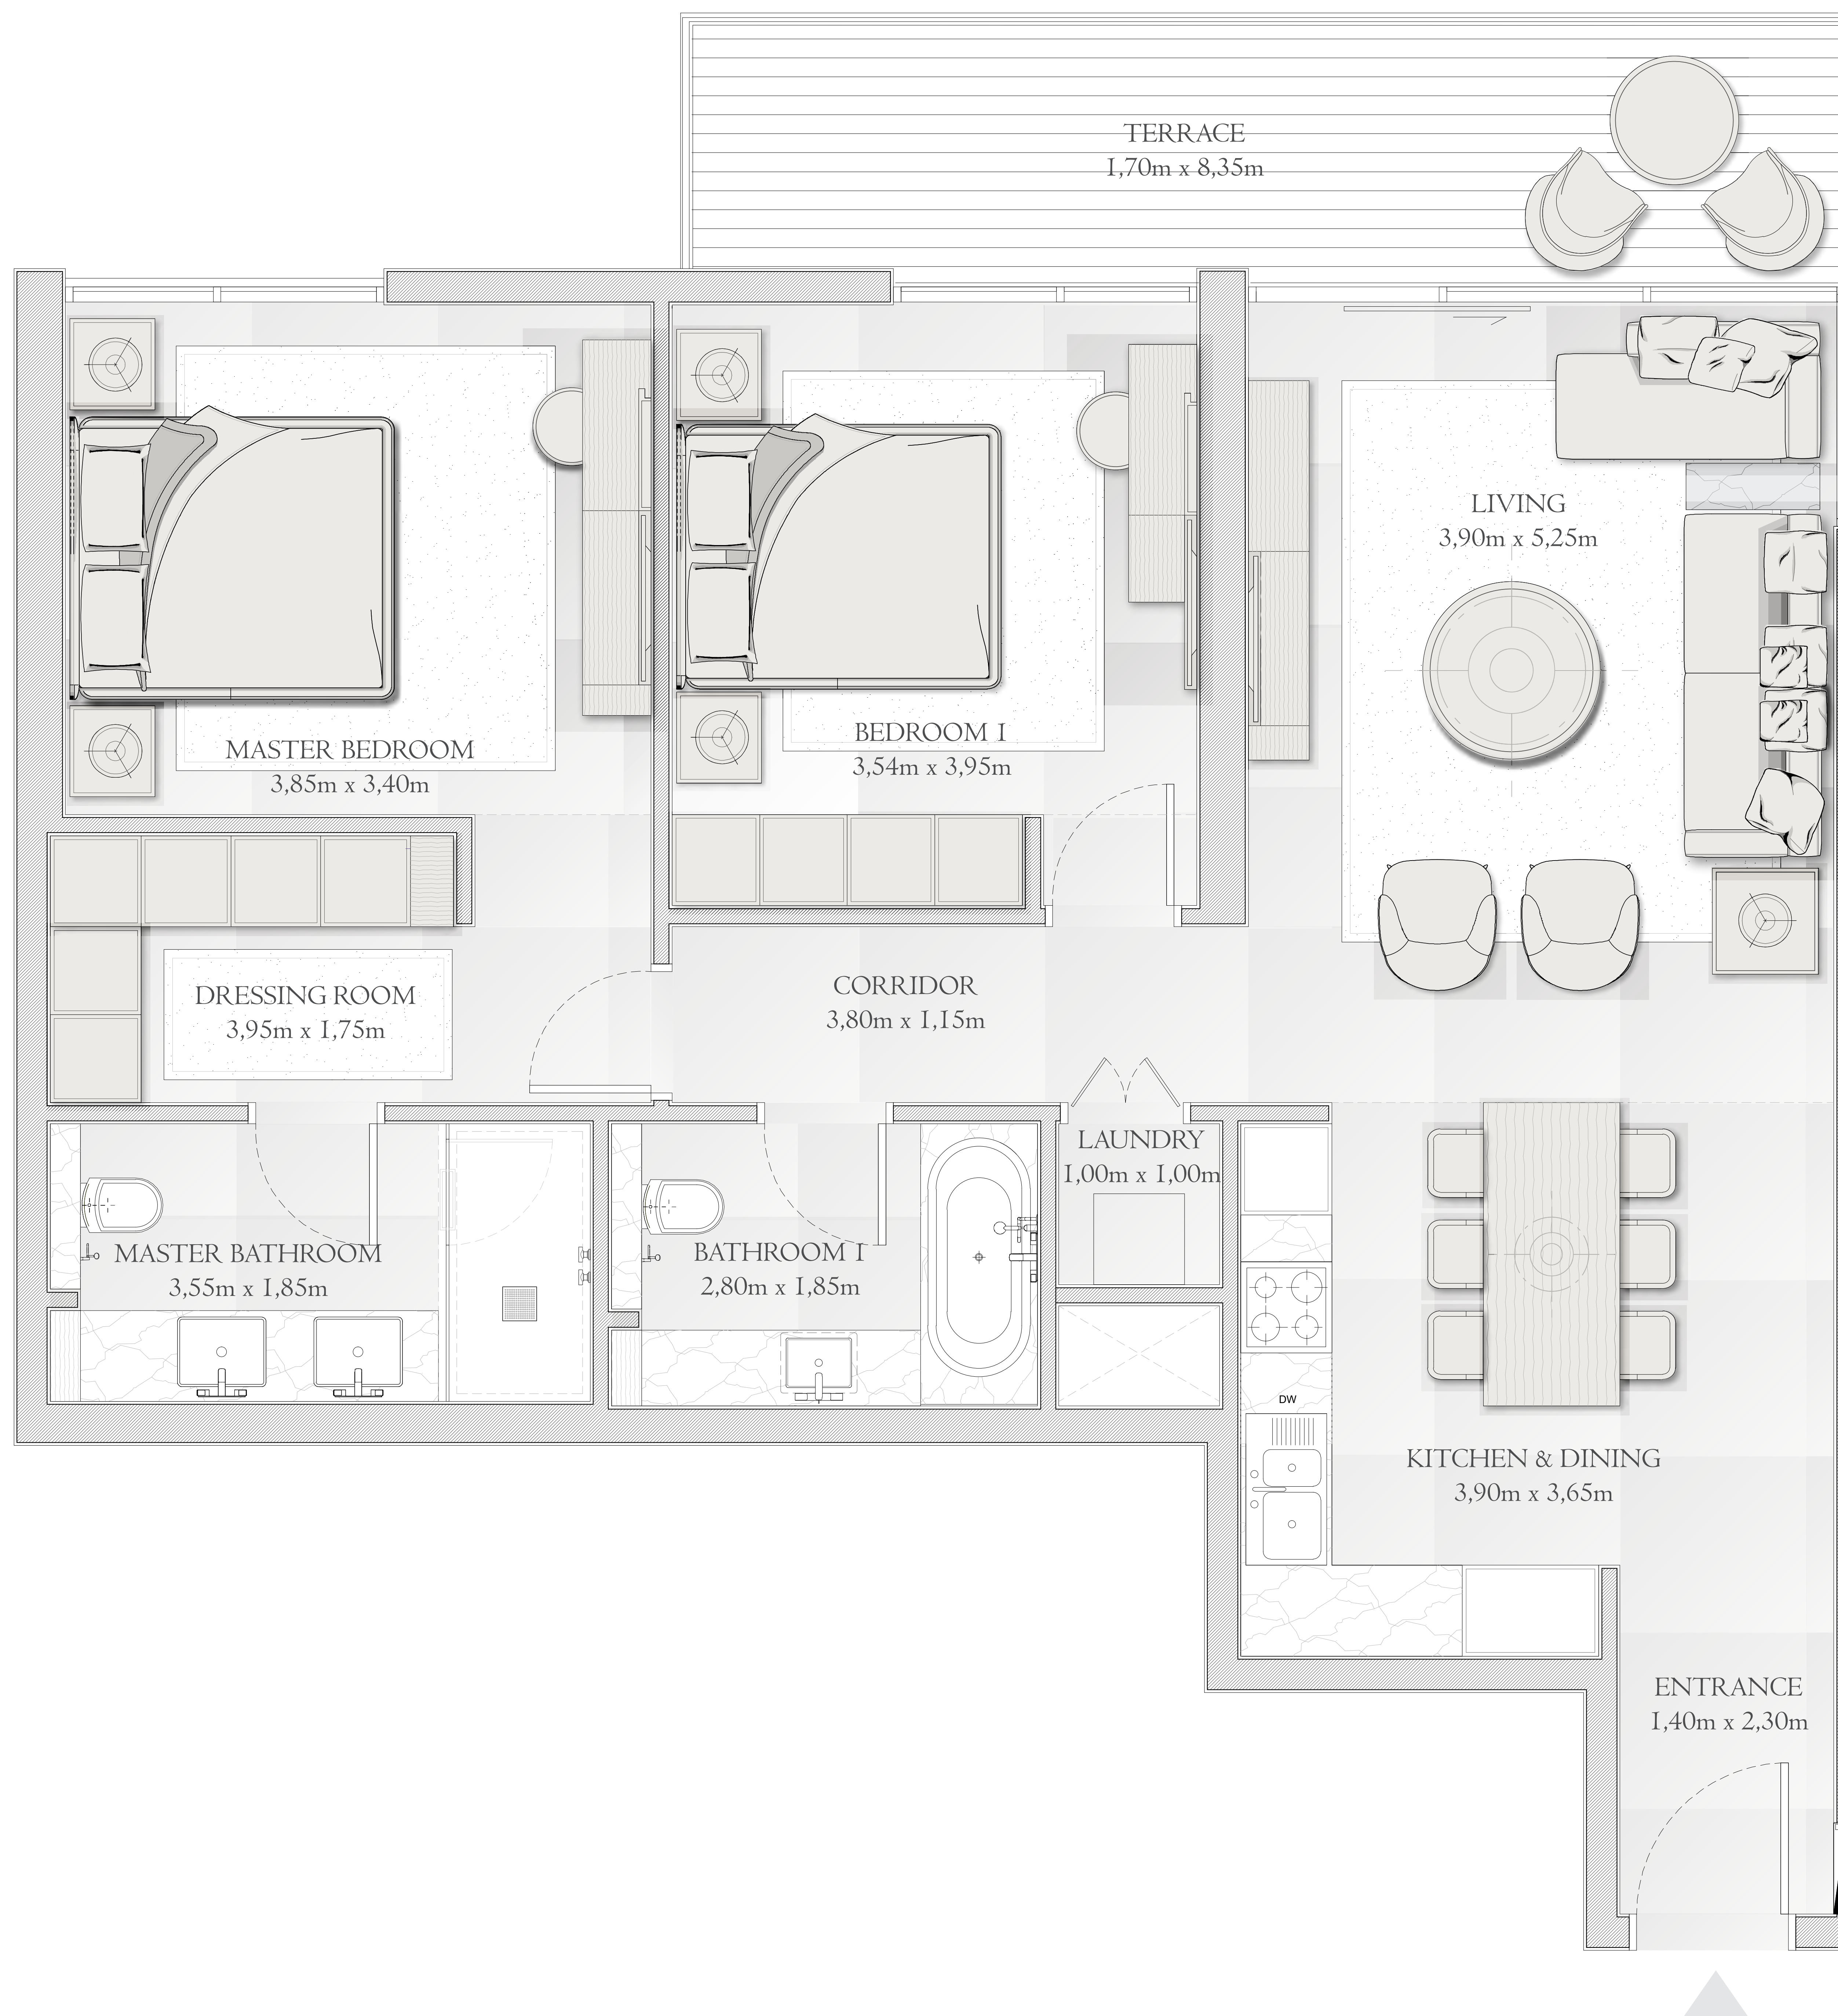 TERRACE
1,70m x 8,35m
LIVING
3,90m x 5,25m
MASTER BEDROOM
3,85m x 3,40m
BEDROOM 1
3,54m x 3,95m
DRESSING ROOM
3,95m x 1,75m
CORRIDOR
3,80m x 1,15m
LAUNDRY
1,00m x 1,00m
MASTER BATHROOM
3,55m x 1,85m
BATHROOM 1
2,80m x 1,85m
DW
KITCHEN & DINING
3,90m x 3,65m
ENTRANCE
1,40m x 2,30m